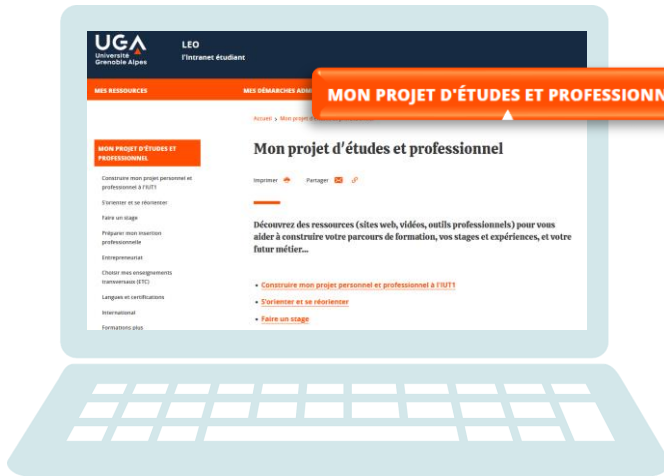 UGA
Université
Grenoble Alpes
LEO
l'intranet étudiant
MES RESSOURCES
MES DÉMARCHES
MON PROJET D'ÉTUDES ET PROFESSIONN
Accueil > Mon projet
MON PROJET D'ÉTUDES ET
PROFESSIONNEL
Construire mon projet personnel et
professionnel à l'IUT1
S'orienter et se réorienter
Faire un stage
Préparer mon insertion
professionnelle
Entrepreneuriat
Choisir mes enseignements
transversaux (ETC)
Langues et certifications
International
Formations plus
Mon projet d'études et professionnel
Imprimer
Partager
Découvrez des ressources (sites web, vidéos, outils professionnels) pour vous
aider à construire votre parcours de formation, vos stages et expériences, et votre
futur métier...
• Construire mon projet personnel et professionnel à l'IUT1
• S'orienter et se réorienter
• Faire un stage